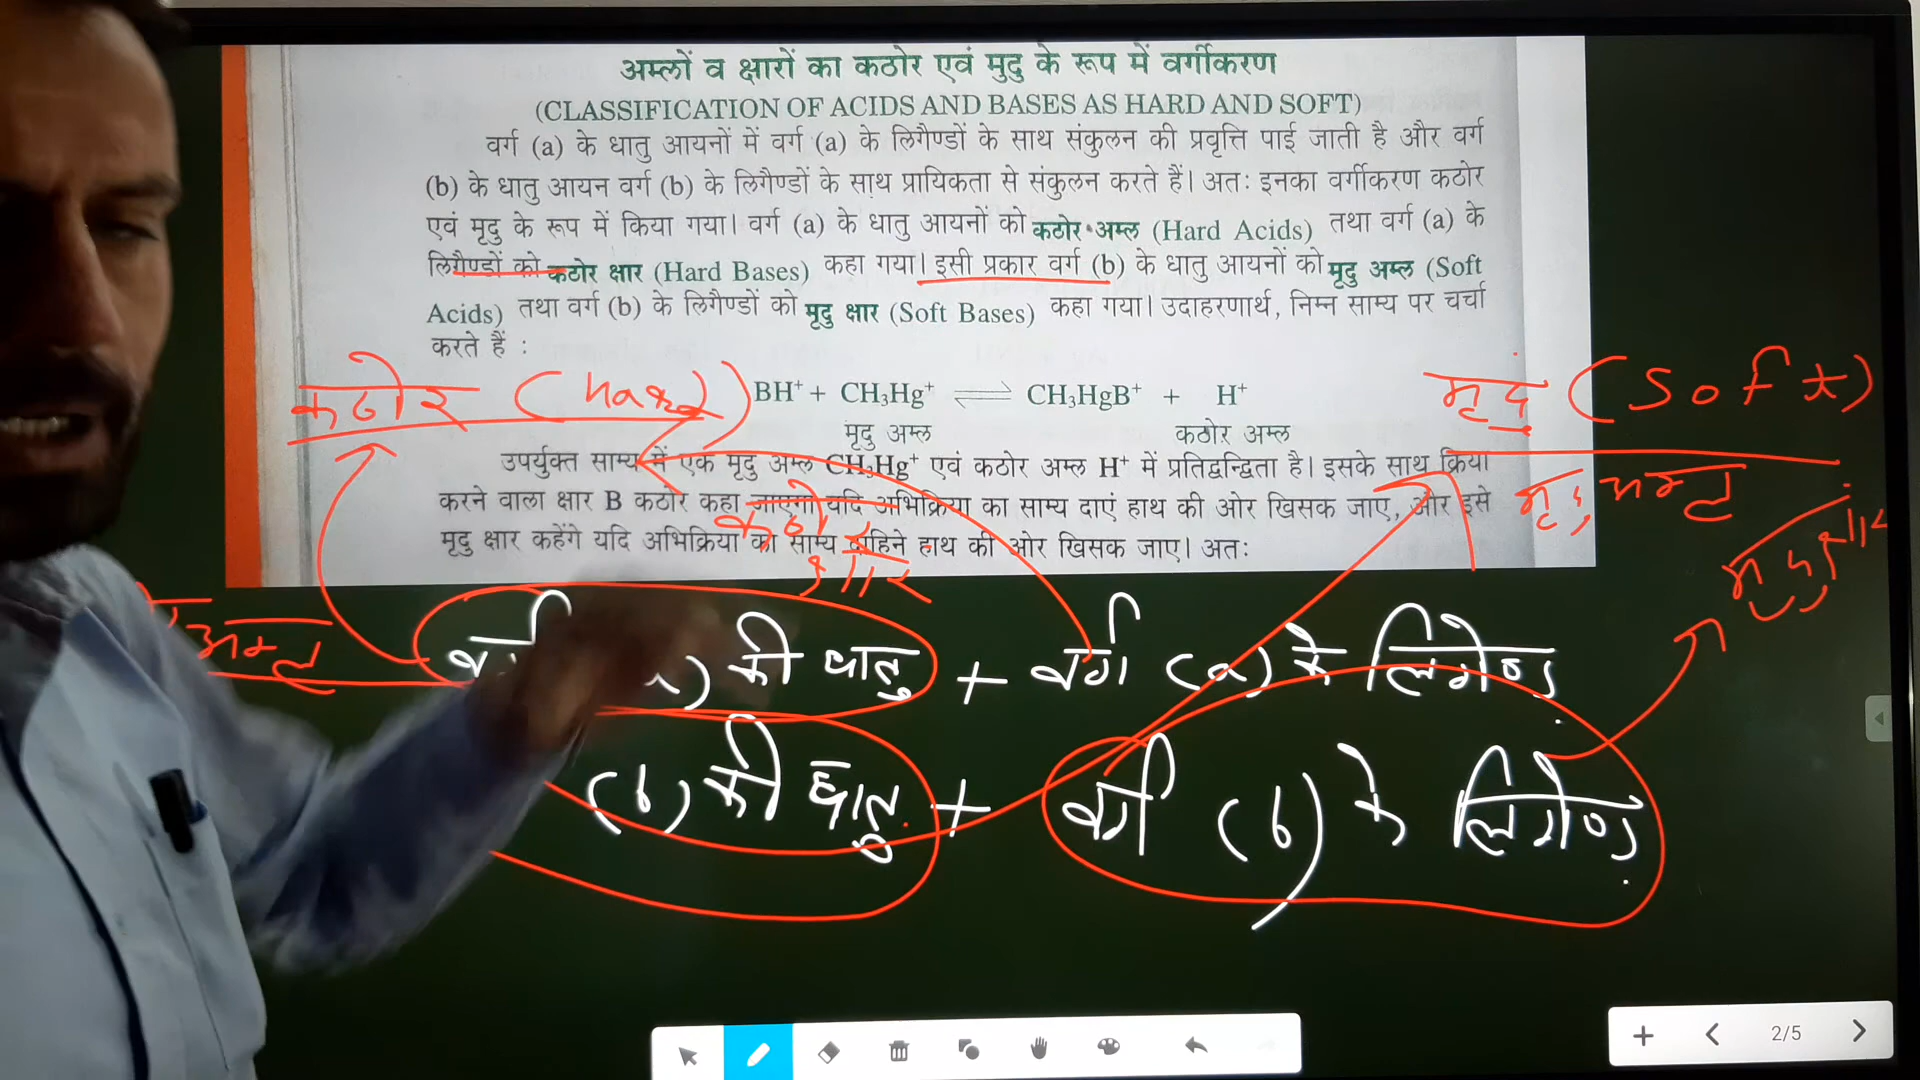 अम्लों व क्षारों का कठोर एवं मुदु के रूप में वर्गीकरण
(CLASSIFICATION OF ACIDS AND BASES AS HARD AND SOFT)
वर्ग (a) के धातु आयनों में वर्ग (a) के लिगैण्डों के साथ संकुलन की प्रवृत्ति पाई जाती है और वर्ग
(b) के धातु आयन वर्ग (b) के लिगैण्डों के साथ प्रायिकता से संकुलन करते हैं। अतः इनका वर्गीकरण कठोर
एवं मृदु के रूप में किया गया। वर्ग (a) के धातु आयनों को कठोर अम्ल (Hard Acids) तथा वर्ग (a) के
लिगैण्डों को कठोर क्षार (Hard Bases) कहा गया। इसी प्रकार वर्ग (b) के धातु आयनों को मृदु अम्ल (Soft
Acids) तथा वर्ग (b) के लिगैण्डों को मृदु क्षार (Soft Bases) कहा गया। उदाहरणार्थ, निम्न साम्य पर चर्चा
करते हैं :
कठोर (Hard) BH⁺ + CH₃Hg⁺ ⇌ CH₃HgB⁺ + H⁺ मृदु (Soft)
मृदु अम्ल कठोर अम्ल
उपर्युक्त साम्य में एक मृदु अम्ल CH₃Hg⁺ एवं कठोर अम्ल H⁺ में प्रतिद्वन्द्विता है। इसके साथ क्रिया
करने वाला क्षार B कठोर कहा जाएगा यदि अभिक्रिया का साम्य दाएं हाथ की ओर खिसक जाए, और इसे
मृदु अम्ल
मृदु क्षार कहेंगे यदि अभिक्रिया का साम्य दाहिने हाथ की ओर खिसक जाए। अतः
कठोर
क्षार
अम्ल
की धातु + वर्ग (a) के लिगेण्ड
(b) की धातु + वर्ग (b) के लिगेण्ड
2/5